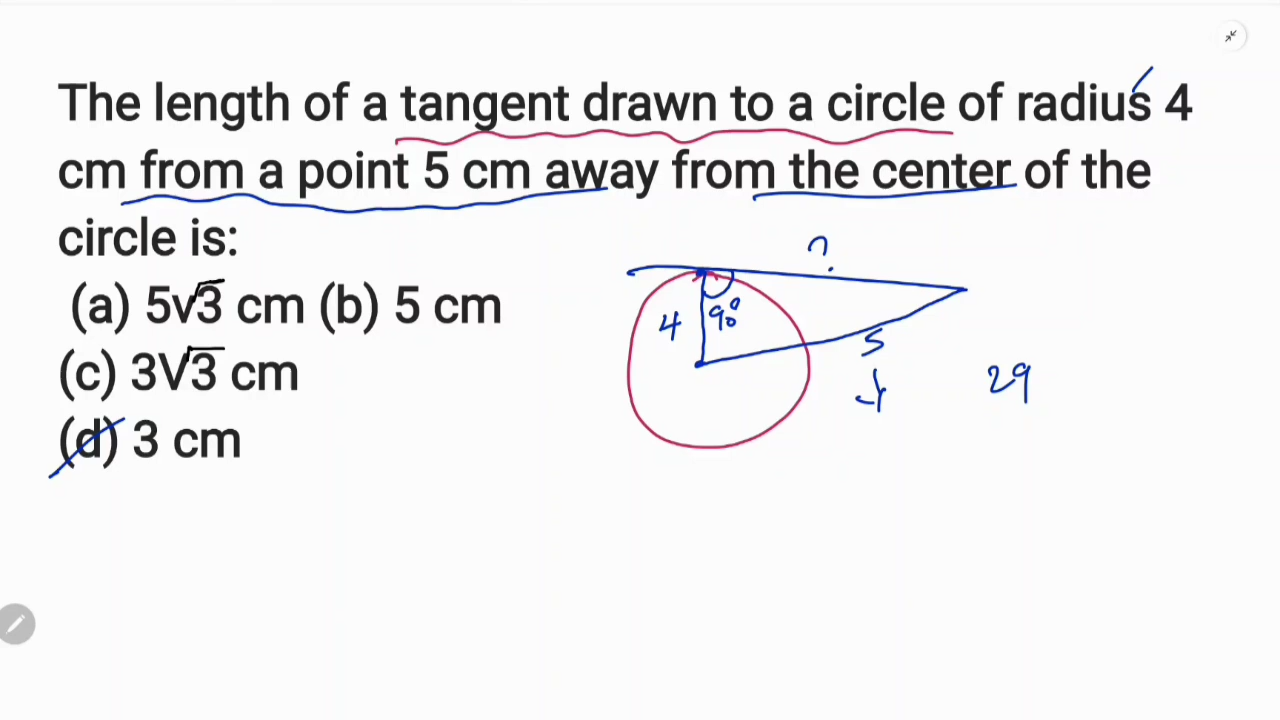 The length of a tangent drawn to a circle of radius 4
cm from a point 5 cm away from the center of the
circle is:
?
(a) 5√3 cm (b) 5 cm
4 90°
5
(c) 3√3 cm
29
(d) 3 cm